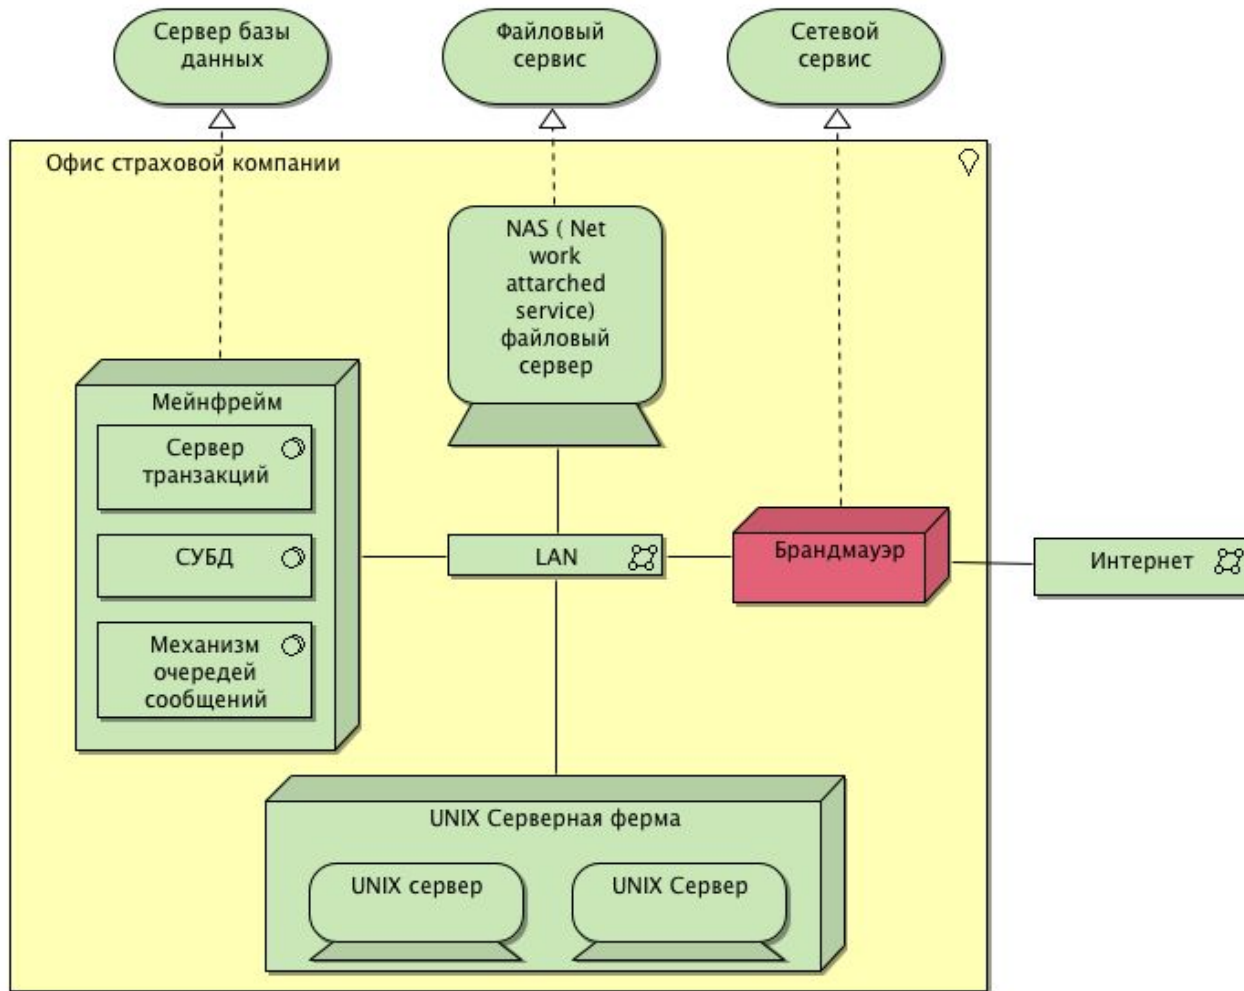 Сервер базы
данных
Файловый
сервис
Сетевой
сервис
Офис страховой компании
NAS ( Net
work
attarched
service)
файловый
сервер
Мейнфрейм
Сервер
транзакций
СУБД
Механизм
очередей
сообщений
LAN
Брандмауэр
Интернет
UNIX Серверная ферма
UNIX сервер
UNIX Сервер